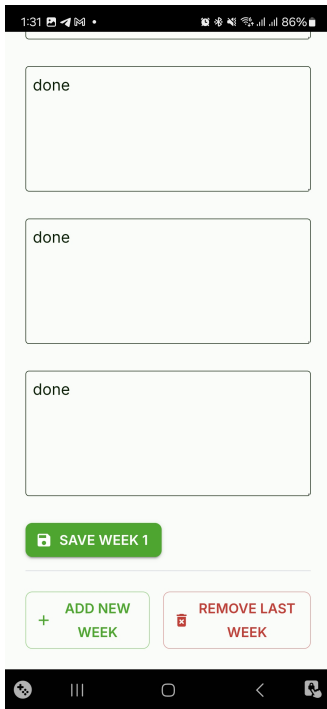 1:31 86%
done
done
done
SAVE WEEK 1
ADD NEW
WEEK
REMOVE LAST
WEEK